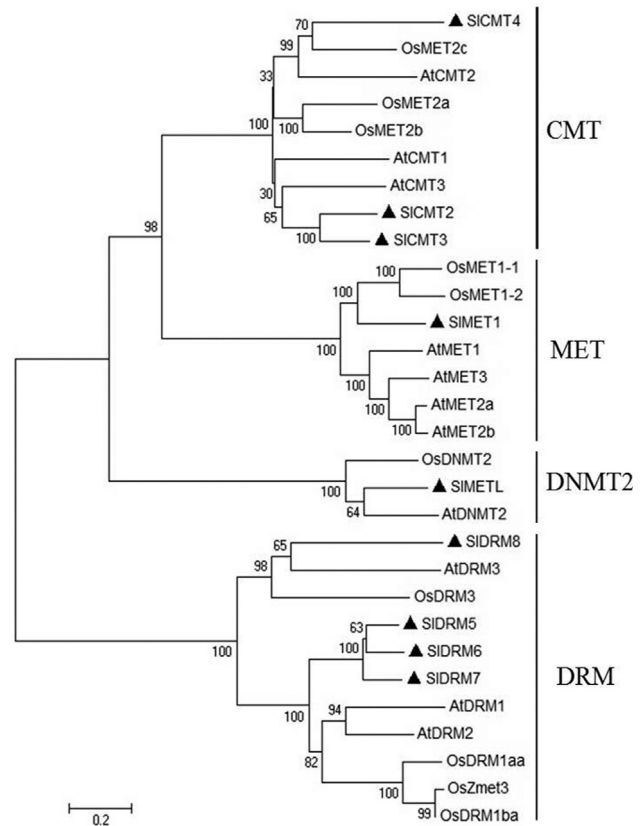 70
SlCMT4
99
OsMET2c
33
AtCMT2
OsMET2a
100
100
OsMET2b
CMT
AtCMT1
30
AtCMT3
65
SlCMT2
98
100
SlCMT3
OsMET1-1
100
100
OsMET1-2
SlMET1
100
AtMET1
MET
100
AtMET3
100
AtMET2a
100
AtMET2b
OsDNMT2
100
SlMETL
DNMT2
64
AtDNMT2
65
SlDRM8
98
AtDRM3
OsDRM3
63
SlDRM5
100
SlDRM6
100
SlDRM7
DRM
100
94
AtDRM1
AtDRM2
82
OsDRM1aa
100
OsZmet3
99
OsDRM1ba
0.2